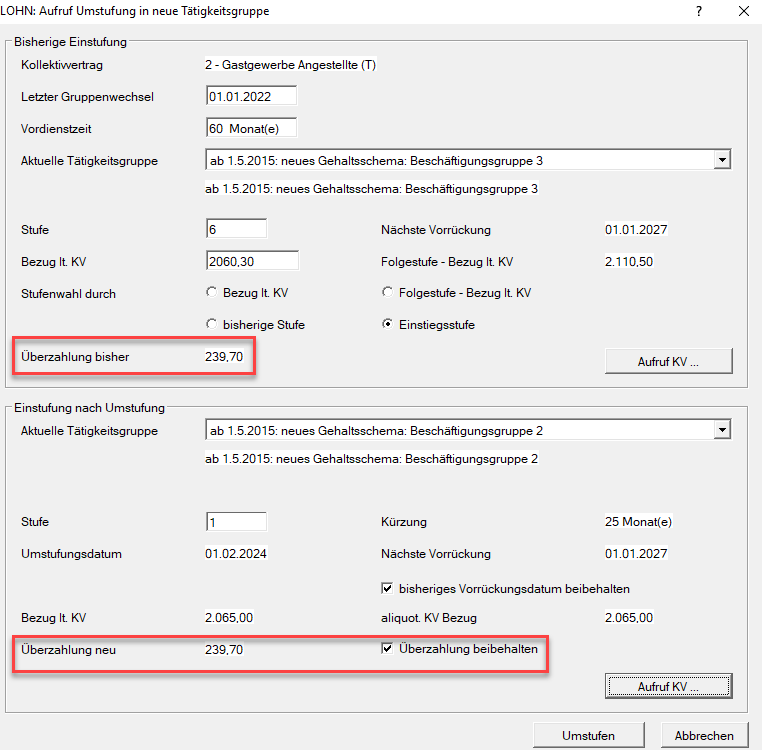 LOHN: Aufruf Umstufung in neue Tätigkeitsgruppe ?
Bisherige Einstufung
Kollektivvertrag 2 - Gastgewerbe Angestellte (T)
Letzter Gruppenwechsel 01.01.2022
Vordienstzeit 60 Monat(e)
Aktuelle Tätigkeitsgruppe ab 1.5.2015: neues Gehaltsschema: Beschäftigungsgruppe 3
ab 1.5.2015: neues Gehaltsschema: Beschäftigungsgruppe 3
Stufe 6 Nächste Vorrückung 01.01.2027
Bezug lt. KV 2060,30 Folgestufe - Bezug lt. KV 2.110,50
Stufenwahl durch Bezug lt. KV Folgestufe - Bezug lt. KV
bisherige Stufe Einstiegsstufe
Überzahlung bisher 239,70 Aufruf KV ...
Einstufung nach Umstufung
Aktuelle Tätigkeitsgruppe ab 1.5.2015: neues Gehaltsschema: Beschäftigungsgruppe 2
ab 1.5.2015: neues Gehaltsschema: Beschäftigungsgruppe 2
Stufe 1 Kürzung 25 Monat(e)
Umstufungsdatum 01.02.2024 Nächste Vorrückung 01.01.2027
bisheriges Vorrückungsdatum beibehalten
Bezug lt. KV 2.065,00 aliquot. KV Bezug 2.065,00
Überzahlung neu 239,70 Überzahlung beibehalten
Aufruf KV ...
Umstufen Abbrechen